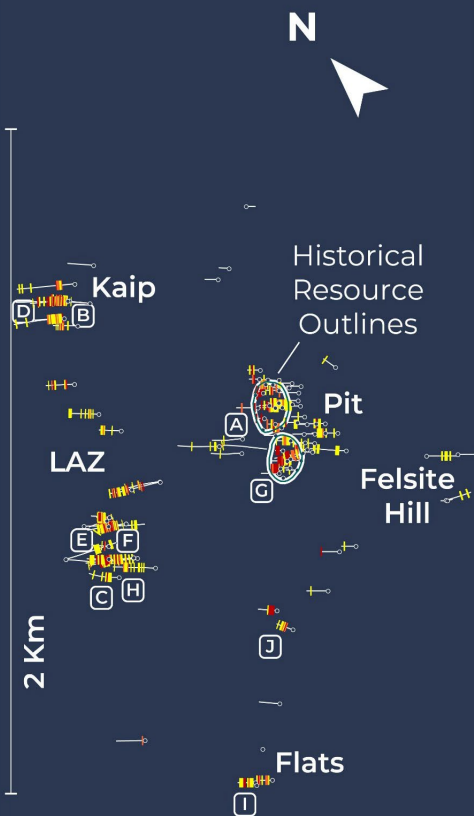 N
Historical
Resource
Outlines
Kaip
D
B
Pit
A
LAZ
Felsite
Hill
G
E
F
C
H
2 Km
J
Flats
I